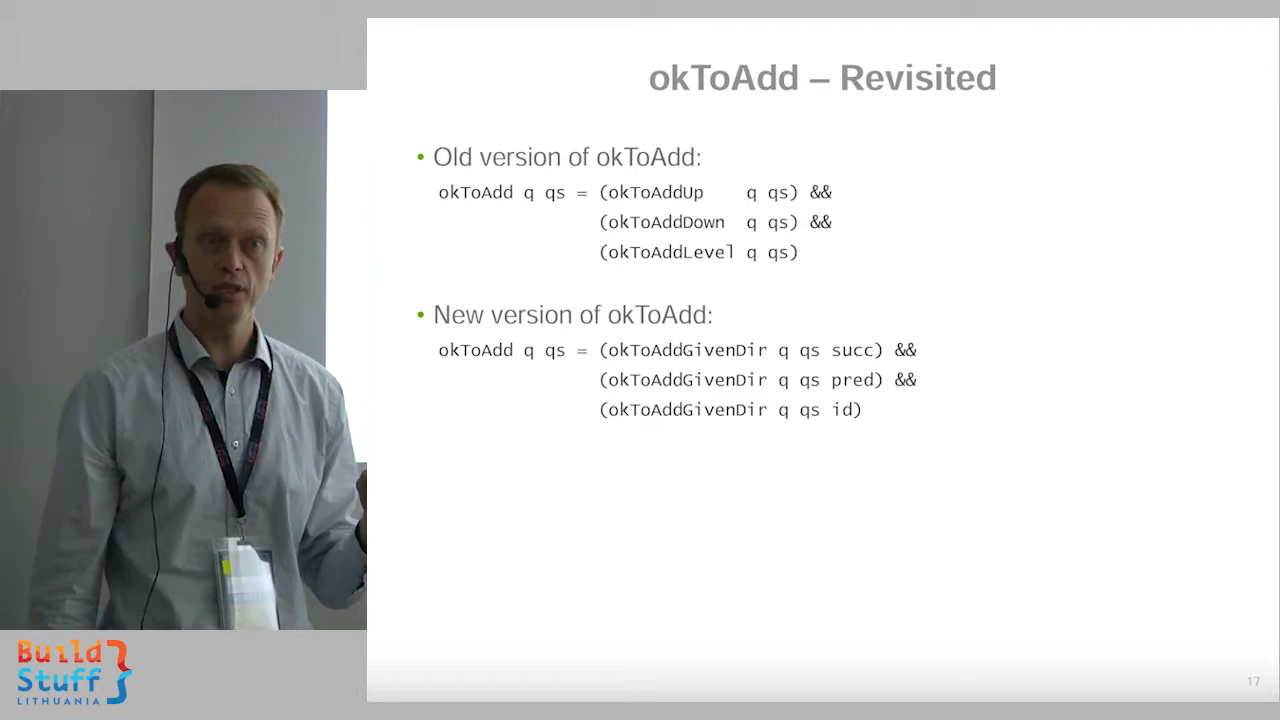 okToAdd – Revisited
• Old version of okToAdd:
okToAdd q qs = (okToAddUp    q qs) &&
(okToAddDown  q qs) &&
(okToAddLevel q qs)
• New version of okToAdd:
okToAdd q qs = (okToAddGivenDir q qs succ) &&
(okToAddGivenDir q qs pred) &&
(okToAddGivenDir q qs id)
17
Build
Stuff
LITHUANIA